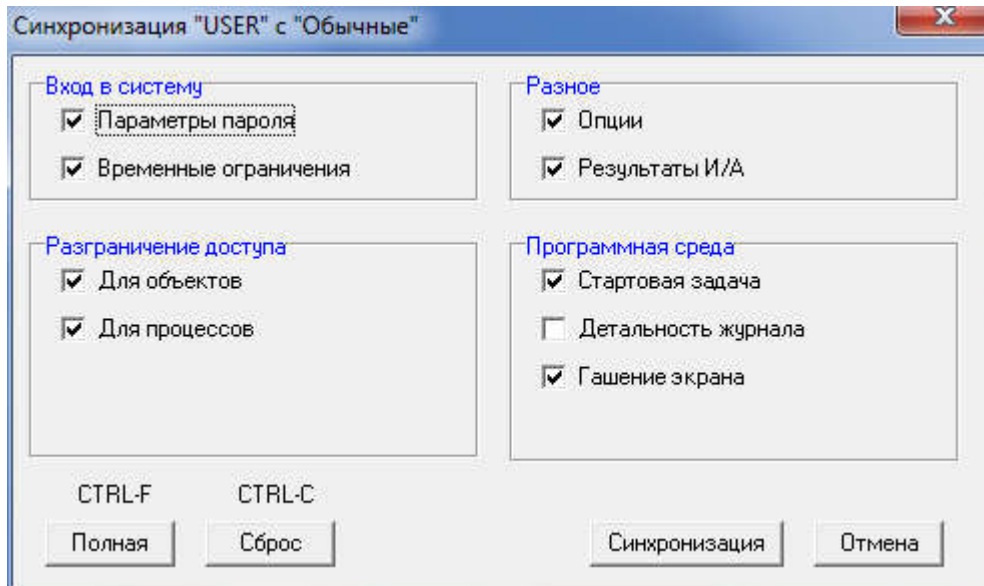 Синхронизация "USER" с "Обычные"
Вход в систему
Параметры пароля
Временные ограничения
Разное
Опции
Результаты И/А
Разграничение доступа
Для объектов
Для процессов
Программная среда
Стартовая задача
Детальность журнала
Гашение экрана
CTRL-F CTRL-C
Полная Сброс Синхронизация Отмена